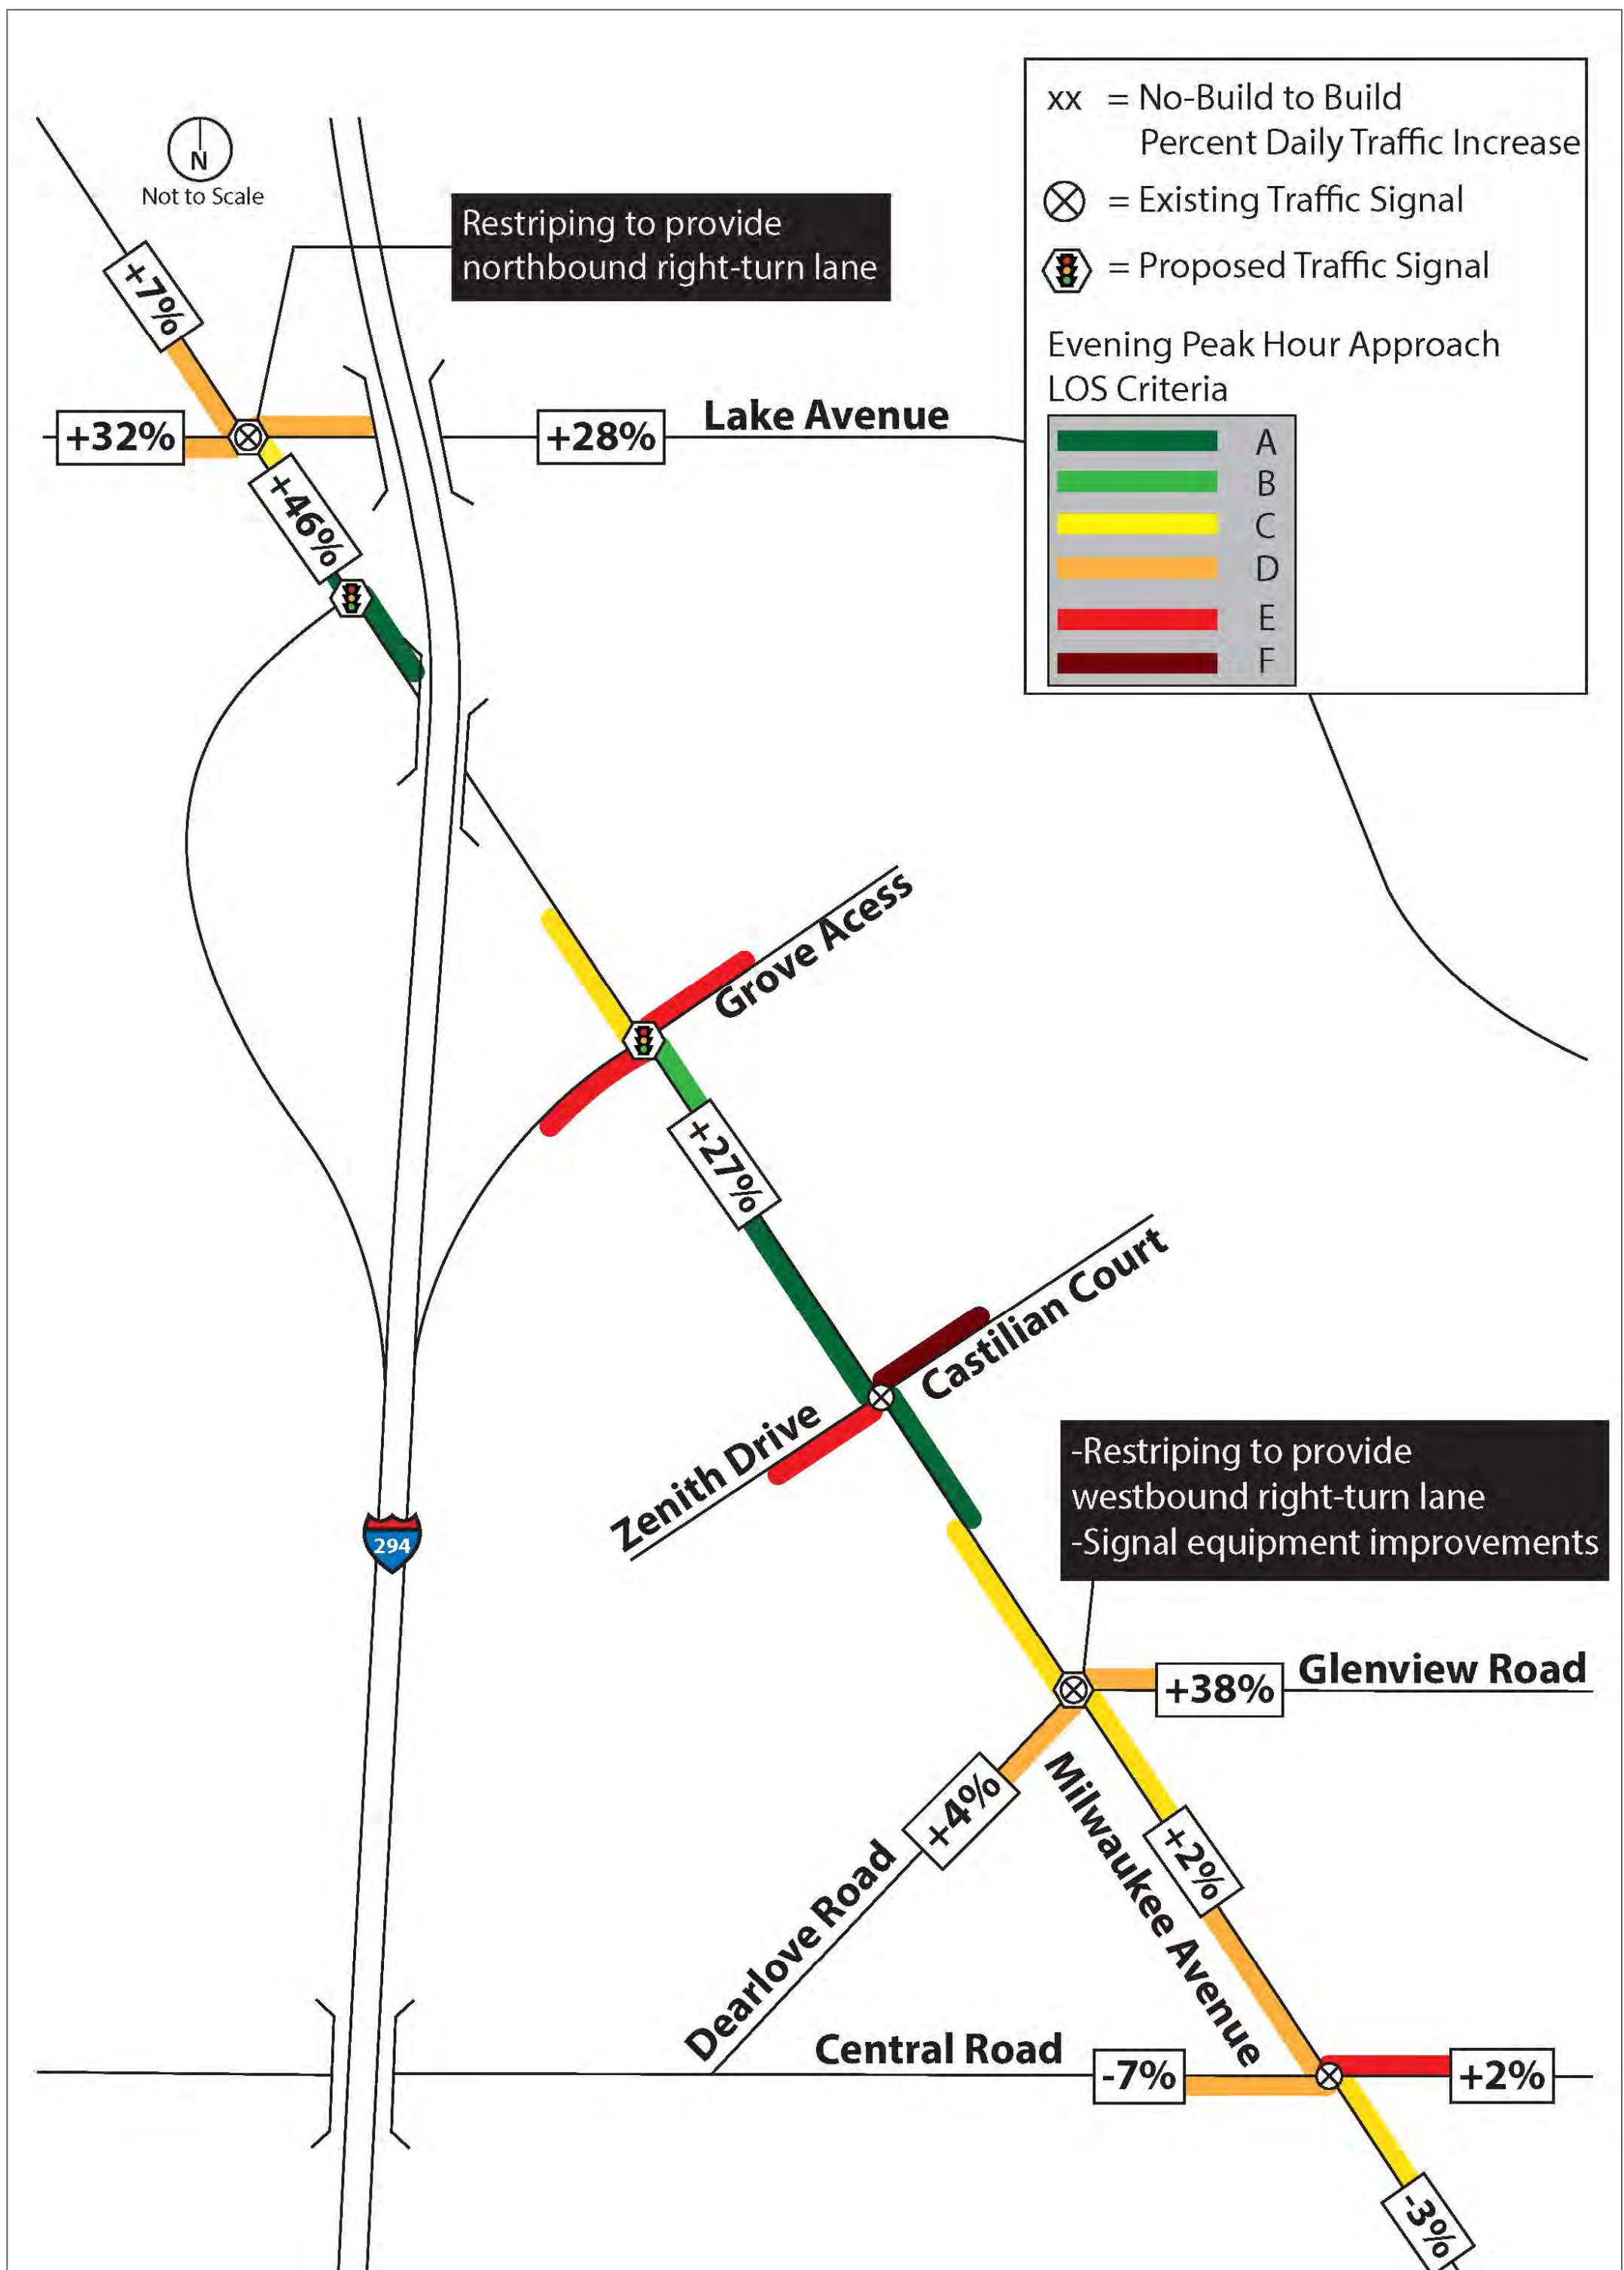 xx = No-Build to Build
Percent Daily Traffic Increase
= Existing Traffic Signal
= Proposed Traffic Signal
Evening Peak Hour Approach
LOS Criteria
A
B
C
D
E
F
N
Not to Scale
Restriping to provide
northbound right-turn lane
+7%
+32%
+28%
Lake Avenue
+46%
Grove Acess
+27%
Castilian Court
Zenith Drive
294
-Restriping to provide
westbound right-turn lane
-Signal equipment improvements
Glenview Road
+38%
+4%
Milwaukee Avenue
+2%
Dearlove Road
Central Road
-7%
+2%
-3%